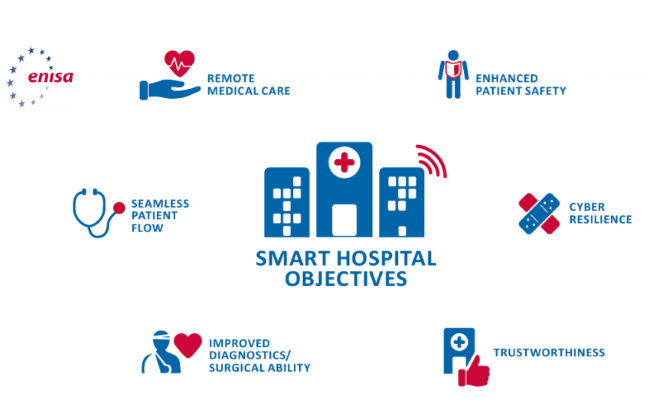 enisa
REMOTE
MEDICAL CARE
ENHANCED
PATIENT SAFETY
SEAMLESS
PATIENT
FLOW
CYBER
RESILIENCE
SMART HOSPITAL
OBJECTIVES
IMPROVED
DIAGNOSTICS/
SURGICAL ABILITY
TRUSTWORTHINESS